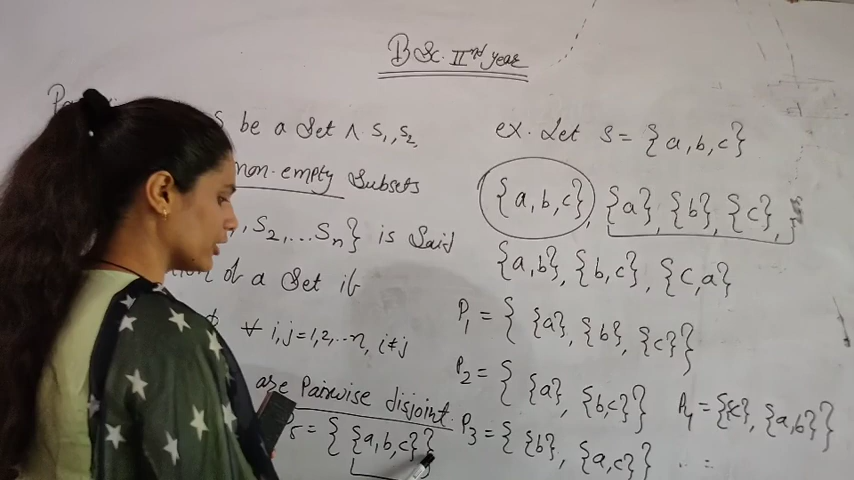 B.Sc. IInd year
S be a Set ∧ S1, S2,
non-empty Subsets
S2, ... Sn} is Said
of a Set if
∀ i,j=1,2,..n, i≠j
are Pairwise disjoint.
P5 = { {a,b,c} }
ex. Let S = {a,b,c}
{a,b,c}, {a}, {b}, {c},
{a,b}, {b,c}, {c,a}
P1 = { {a}, {b}, {c} }
P2 = { {a}, {b,c} }
P4 = {{c}, {a,b}}
P3 = { {b}, {a,c} }